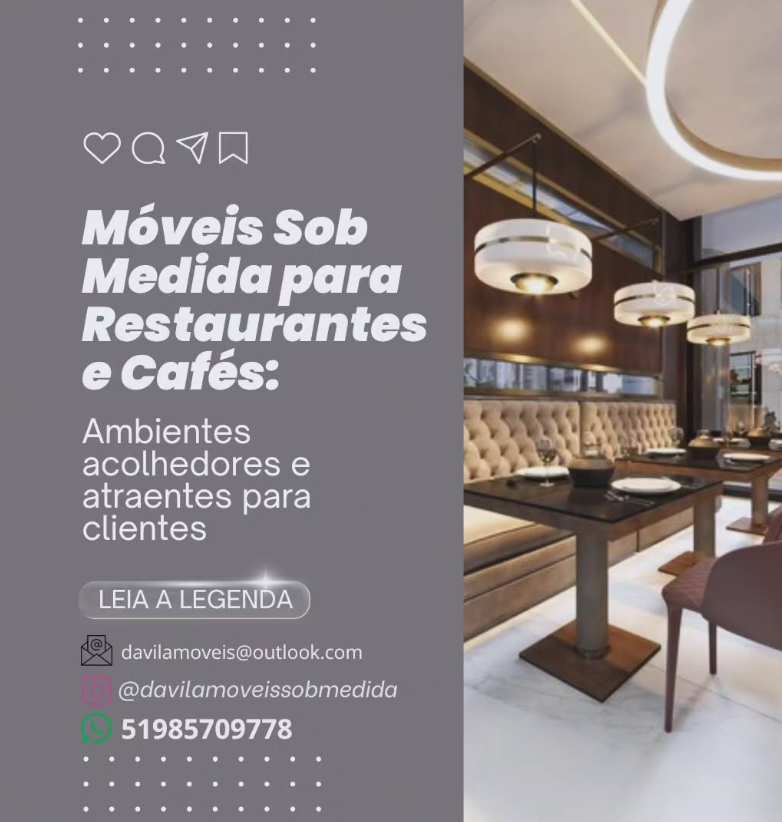 Móveis Sob
Medida para
Restaurantes
e Cafés:
Ambientes
acolhedores e
atraentes para
clientes
LEIA A LEGENDA
davilamoveis@outlook.com
@davilamoveissobmedida
51985709778